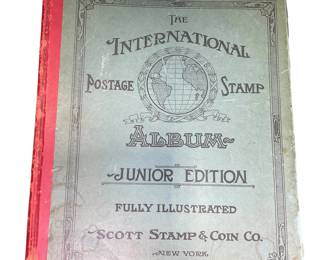 THE
INTERNATIONAL
POSTAGE STAMP
ALBUM
JUNIOR EDITION
FULLY ILLUSTRATED
SCOTT STAMP & COIN CO.
NEW YORK